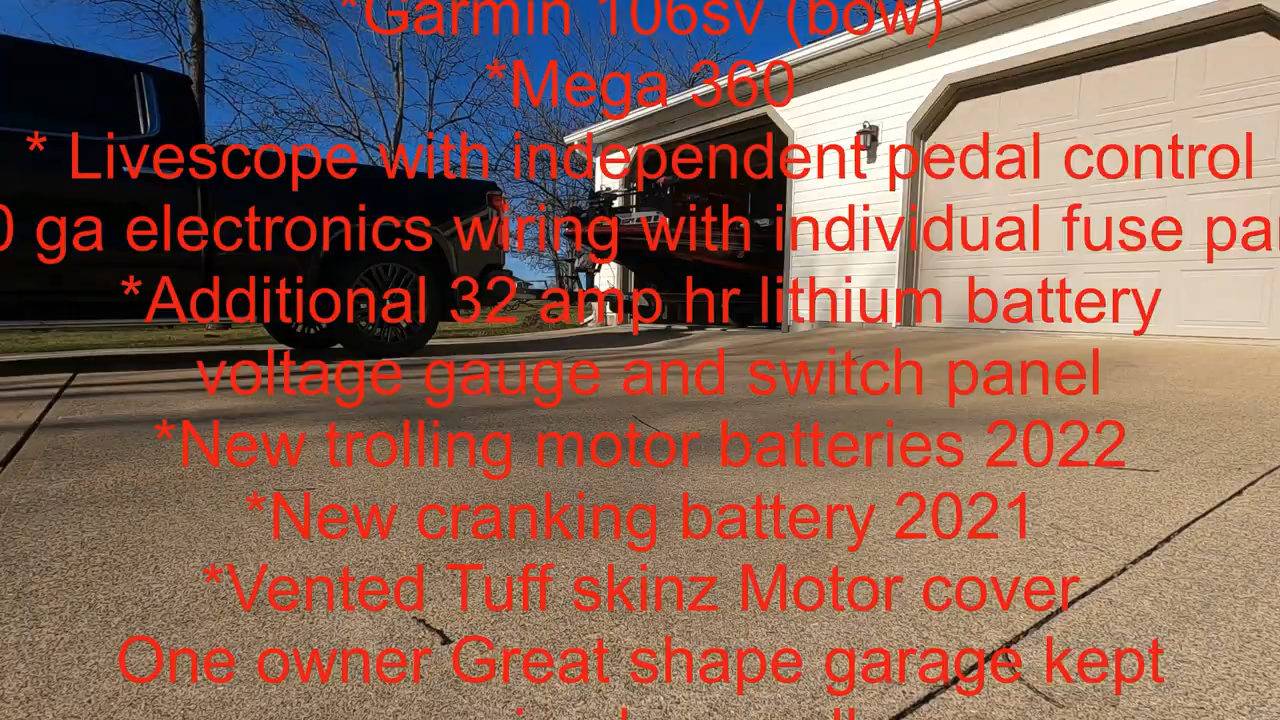 *Garmin 106sv (bow)
*Mega 360
* Livescope with independent pedal control
ga electronics wiring with individual fuse
*Additional 32 amp hr lithium battery
voltage gauge and switch panel
*New trolling motor batteries 2022
*New cranking battery 2021
*Vented Tuff skinz Motor cover
One owner Great shape garage kept